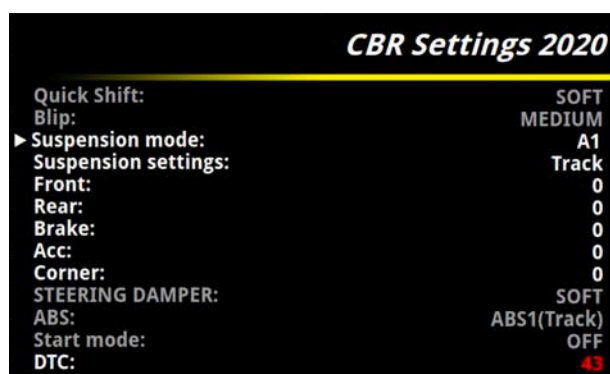 CBR Settings 2020
Quick Shift: SOFT
Blip: MEDIUM
Suspension mode: A1
Suspension settings: Track
Front: 0
Rear: 0
Brake: 0
Acc: 0
Corner: 0
STEERING DAMPER: SOFT
ABS: ABS1(Track)
Start mode: OFF
DTC: 43